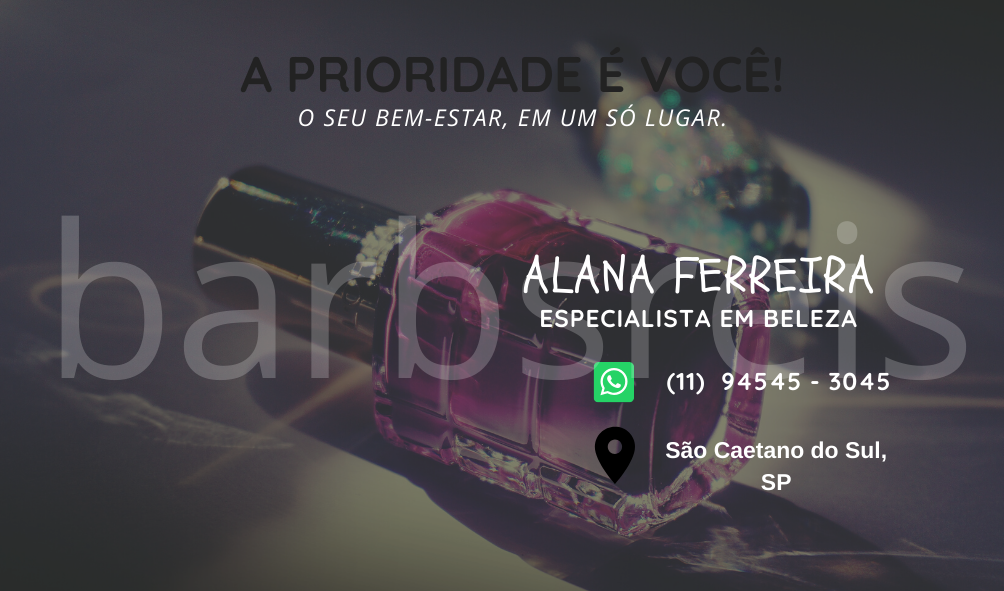 A PRIORIDADE É VOCÊ!
O SEU BEM-ESTAR, EM UM SÓ LUGAR.
barbsrcis
ALANA FERREIRA
ESPECIALISTA EM BELEZA
(11) 94545 - 3045
São Caetano do Sul,
SP